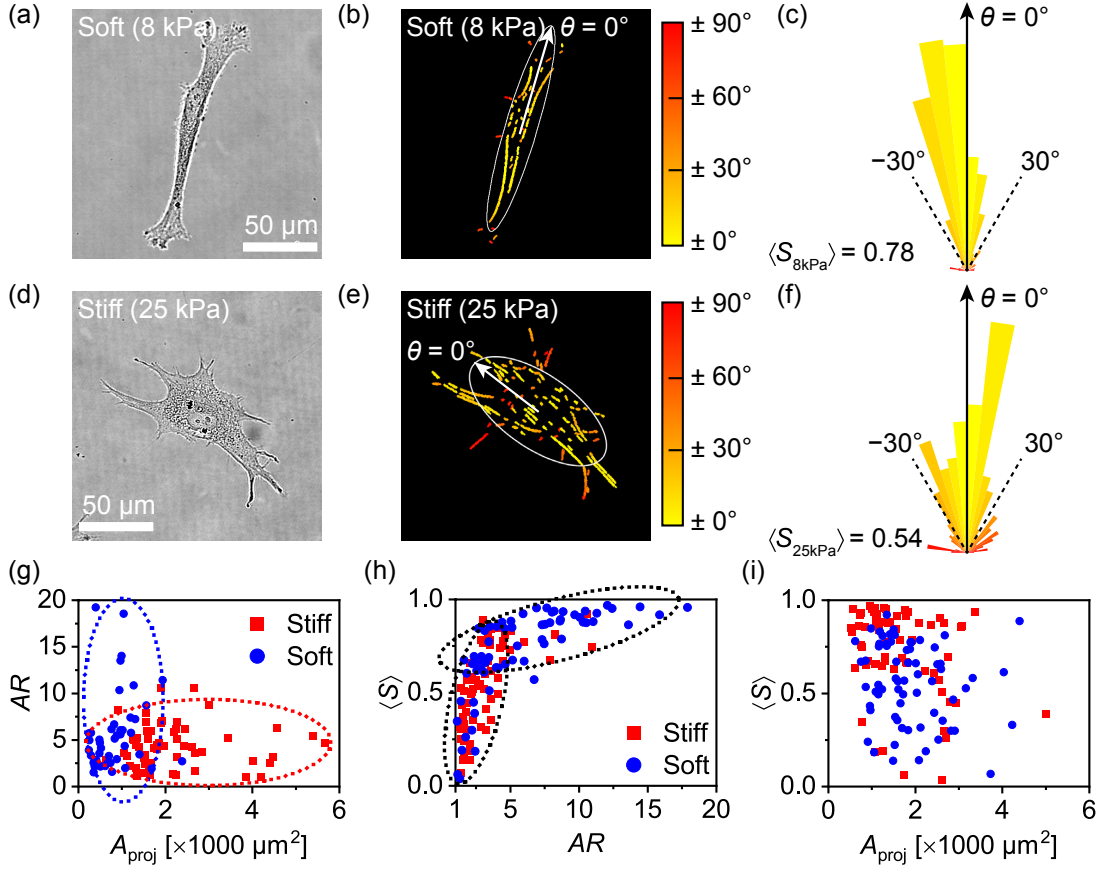 (a)
Soft (8 kPa)
50 µm
(b)
Soft (8 kPa) θ = 0°
± 90°
± 60°
± 30°
± 0°
(c)
θ = 0°
−30°
30°
⟨S8kPa⟩ = 0.78
(d)
Stiff (25 kPa)
50 µm
(e)
Stiff (25 kPa)
θ = 0°
± 90°
± 60°
± 30°
± 0°
(f)
θ = 0°
−30°
30°
⟨S25kPa⟩ = 0.54
(g)
20
15
10
5
0
AR
Stiff
Soft
0
2
4
6
Aproj [×1000 µm²]
(h)
1.0
0.5
0.0
⟨S⟩
Stiff
Soft
1
5
10
15
20
AR
(i)
1.0
0.5
0.0
⟨S⟩
0
2
4
6
Aproj [×1000 µm²]